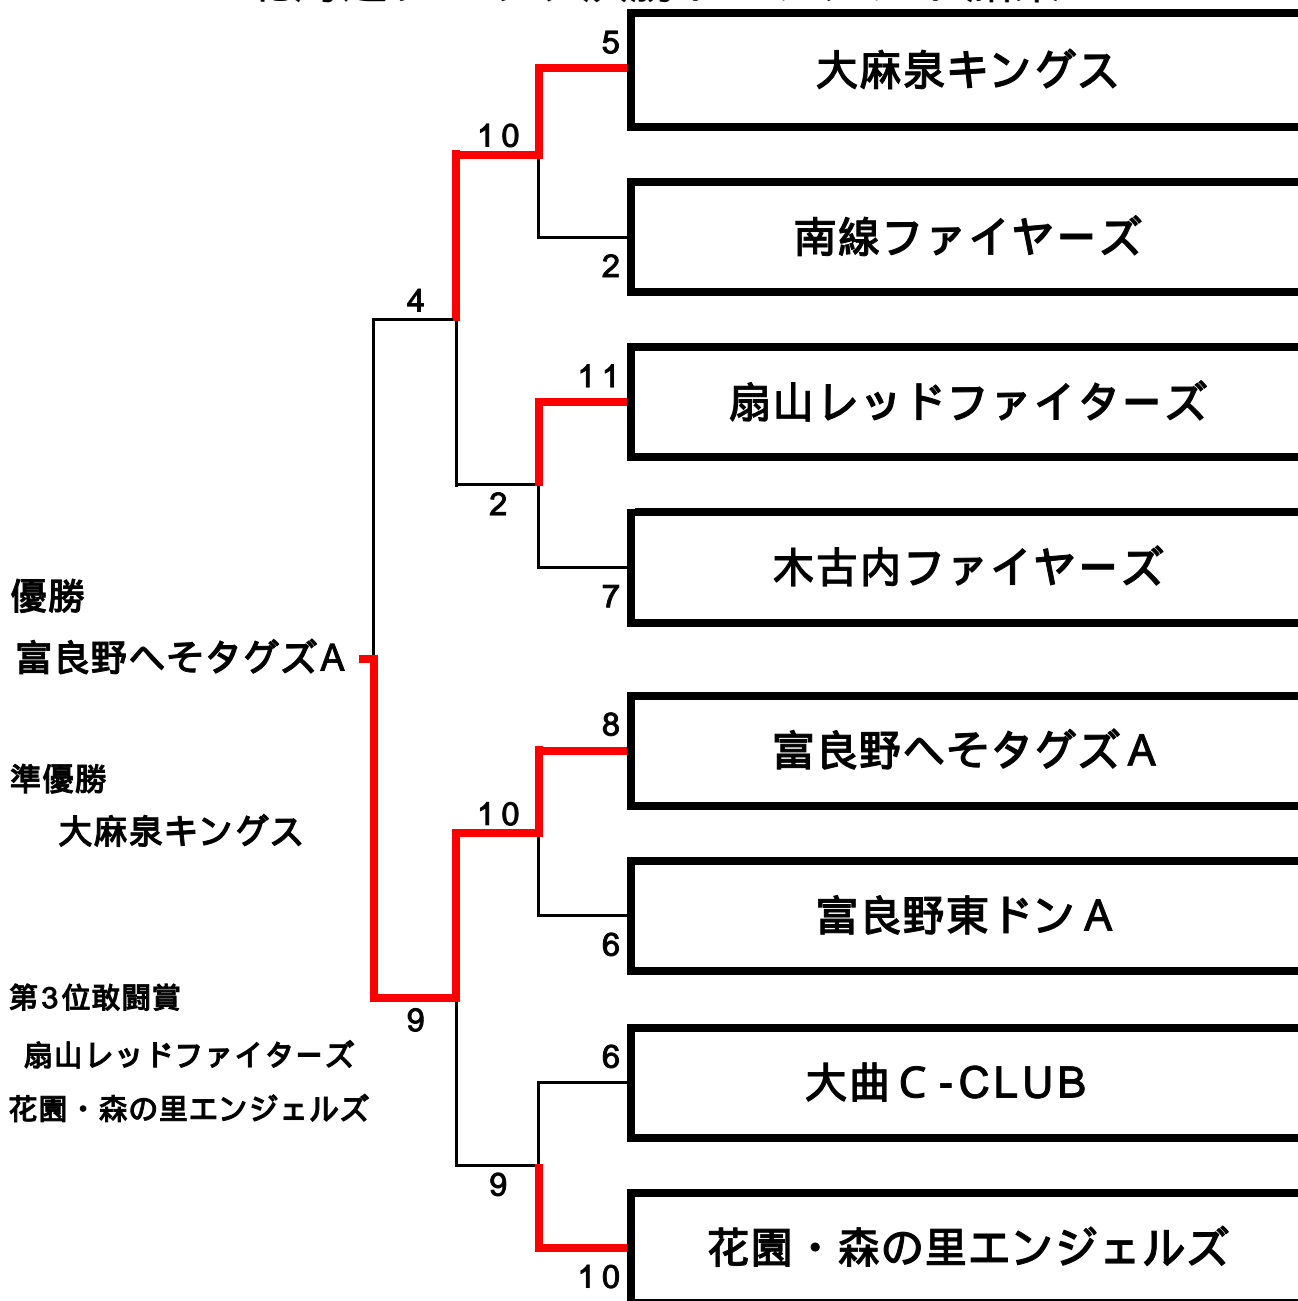 5
大麻泉キングス
10
南線ファイヤーズ
2
4
11
扇山レッドファイターズ
2
木古内ファイヤーズ
7
優勝
富良野へそタグズA
8
富良野へそタグズA
準優勝
10
大麻泉キングス
富良野東ドンA
6
第3位敢闘賞
9
扇山レッドファイターズ
6
大曲C-CLUB
花園・森の里エンジェルズ
9
花園・森の里エンジェルズ
10